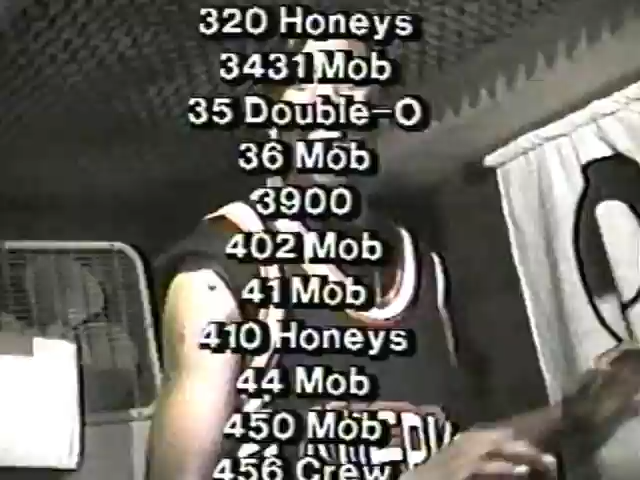 320 Honeys
3431 Mob
35 Double-O
36 Mob
3900
402 Mob
41 Mob
410 Honeys
44 Mob
450 Mob
456 Crew